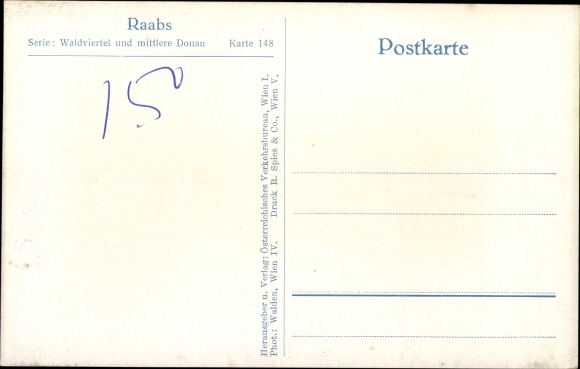 Raabs
Serie: Waldviertel und mittlere Donau Karte 148
15
Herausgeber u. Verlag: Österreichisches Verkehrsbureau, Wien I.
Phot.: Walden, Wien IV. Druck R. Spies & Co., Wien V.
Postkarte